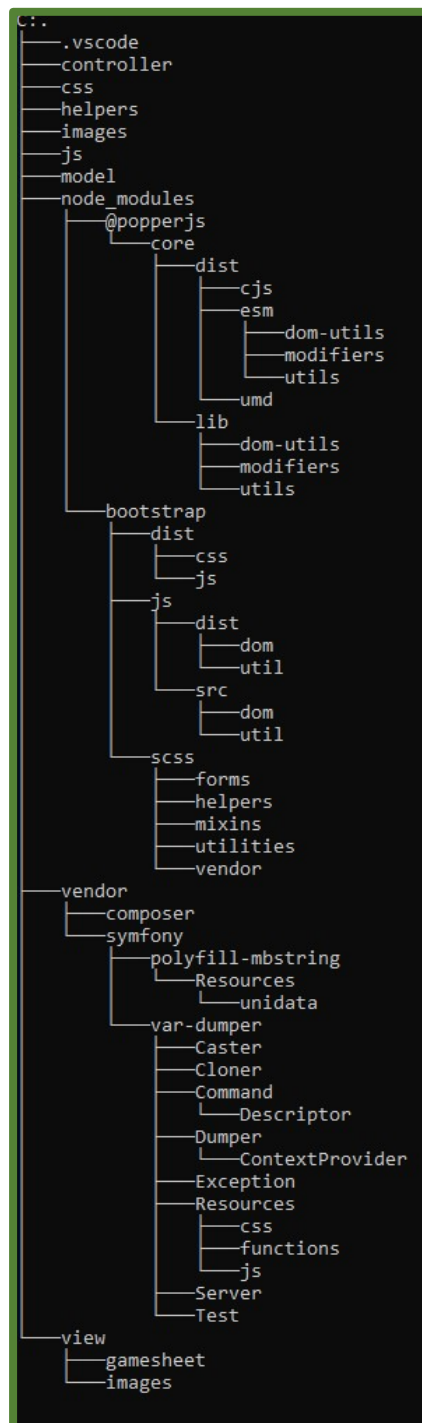 C:.
├───.vscode
├───controller
├───css
├───helpers
├───images
├───js
├───model
├───node_modules
│   ├───@popperjs
│   │   └───core
│   │       ├───dist
│   │       │   ├───cjs
│   │       │   ├───esm
│   │       │   │   ├───dom-utils
│   │       │   │   ├───modifiers
│   │       │   │   └───utils
│   │       │   └───umd
│   │       └───lib
│   │           ├───dom-utils
│   │           ├───modifiers
│   │           └───utils
│   └───bootstrap
│       ├───dist
│       │   ├───css
│       │   └───js
│       ├───js
│       │   ├───dist
│       │   │   ├───dom
│       │   │   └───util
│       │   └───src
│       │       ├───dom
│       │       └───util
│       └───scss
│           ├───forms
│           ├───helpers
│           ├───mixins
│           ├───utilities
│           └───vendor
├───vendor
│   ├───composer
│   └───symfony
│       ├───polyfill-mbstring
│       │   └───Resources
│       │       └───unidata
│       └───var-dumper
│           ├───Caster
│           ├───Cloner
│           ├───Command
│           │   └───Descriptor
│           ├───Dumper
│           │   └───ContextProvider
│           ├───Exception
│           ├───Resources
│           │   ├───css
│           │   ├───functions
│           │   └───js
│           ├───Server
│           └───Test
└───view
    ├───gamesheet
    └───images